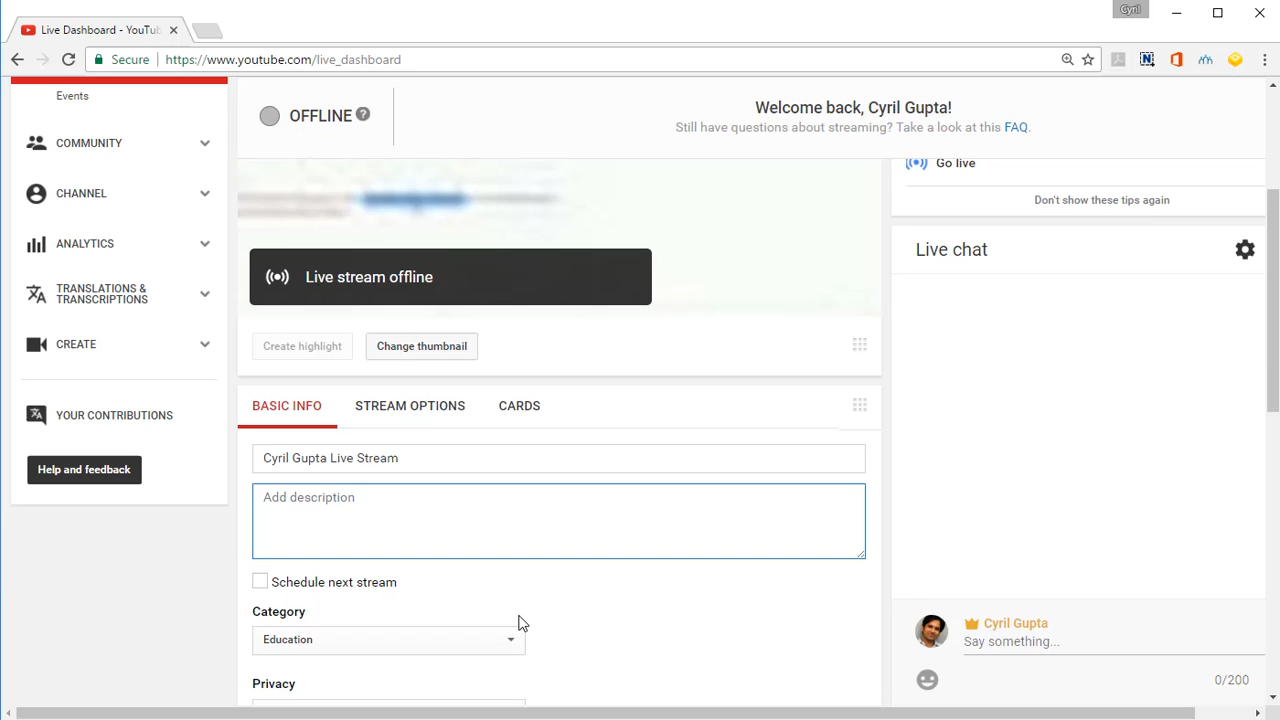 Cyril
Live Dashboard - YouTu
Secure
https://www.youtube.com/live_dashboard
Events
COMMUNITY
CHANNEL
ANALYTICS
TRANSLATIONS &
TRANSCRIPTIONS
CREATE
YOUR CONTRIBUTIONS
Help and feedback
OFFLINE ?
Welcome back, Cyril Gupta!
Still have questions about streaming? Take a look at this FAQ.
Live stream offline
Create highlight
Change thumbnail
BASIC INFO
STREAM OPTIONS
CARDS
Cyril Gupta Live Stream
Add description
Schedule next stream
Category
Education
Privacy
Go live
Don't show these tips again
Live chat
Cyril Gupta
Say something...
0/200